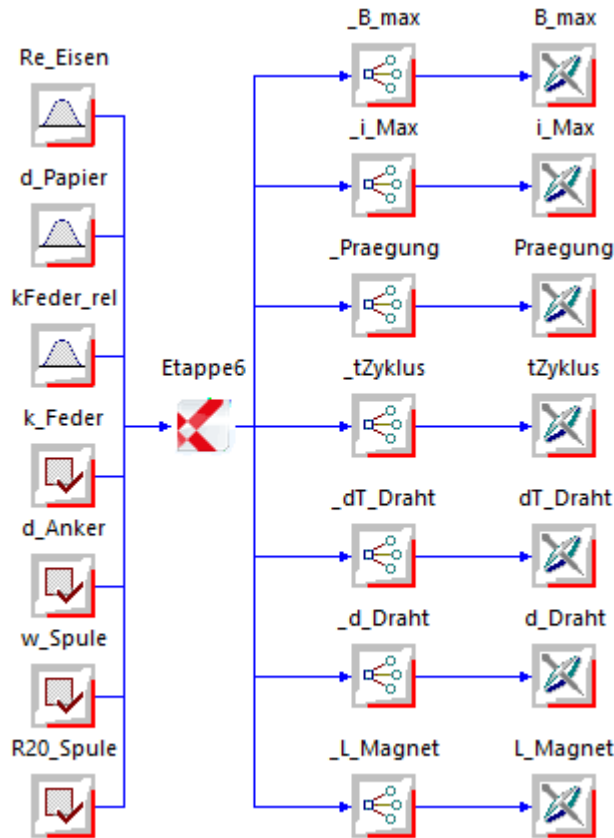 _B_max
B_max
Re_Eisen
_i_Max
i_Max
d_Papier
_Praegung
Praegung
kFeder_rel
Etappe6
_tZyklus
tZyklus
k_Feder
_dT_Draht
dT_Draht
d_Anker
_d_Draht
d_Draht
w_Spule
R20_Spule
_L_Magnet
L_Magnet